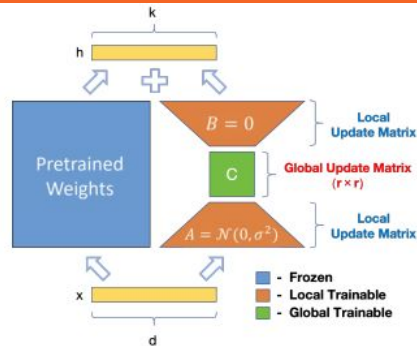 k
h
B = 0
Local
Update Matrix
Pretrained
Weights
C
Global Update Matrix
(r × r)
A = 𝒩(0, σ²)
Local
Update Matrix
x
d
- Frozen
- Local Trainable
- Global Trainable